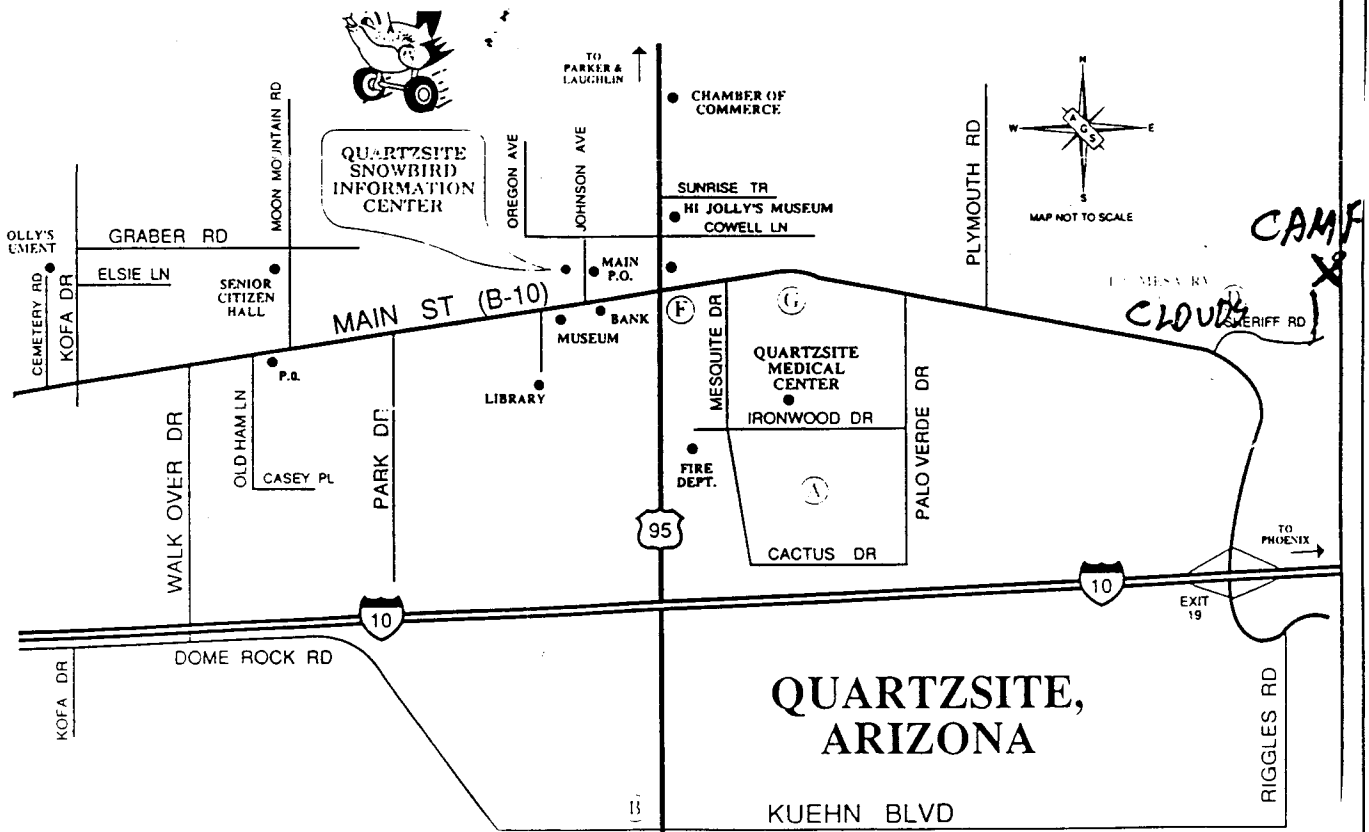 TO
PARKER &
LAUGHLIN
CHAMBER OF
COMMERCE
MOON MOUNTAIN RD
QUARTZSITE
SNOWBIRD
INFORMATION
CENTER
OREGON AVE
JOHNSON AVE
SUNRISE TR
HI JOLLY'S MUSEUM
COWELL LN
PLYMOUTH RD
N
W
E
S
A G S
MAP NOT TO SCALE
CAMP
X
CLOUDS
MESA RV
SHERIFF RD
OLLY'S
UMENT
GRABER RD
ELSIE LN
CEMETERY RD
KOFA DR
SENIOR
CITIZEN
HALL
MAIN
P.O.
MAIN ST (B-10)
BANK
MUSEUM
F
G
P.O.
LIBRARY
MESQUITE DR
QUARTZSITE
MEDICAL
CENTER
IRONWOOD DR
PALO VERDE DR
WALK OVER DR
OLD HAM LN
CASEY PL
PARK DR
FIRE
DEPT.
A
95
CACTUS DR
TO
PHOENIX
10
10
EXIT
19
DOME ROCK RD
KOFA DR
QUARTZSITE,
ARIZONA
RIGGLES RD
B
KUEHN BLVD